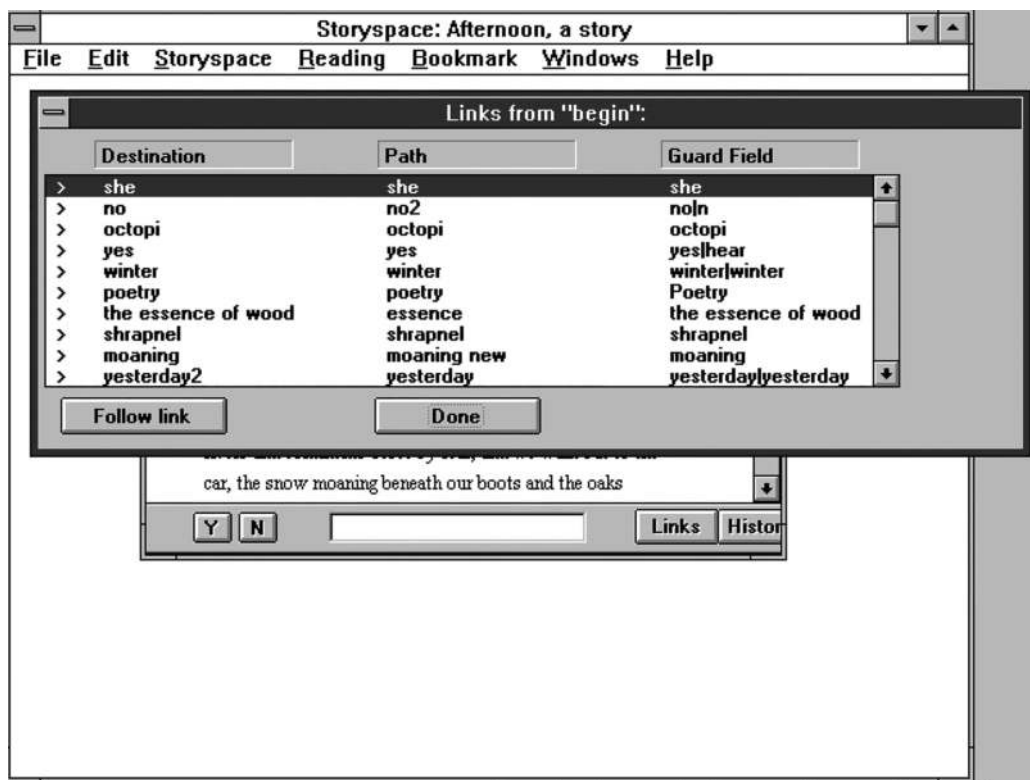 Storyspace: Afternoon, a story
File Edit Storyspace Reading Bookmark Windows Help
Links from "begin":
Destination Path Guard Field
> she she she
> no no2 no|n
> octopi octopi octopi
> yes yes yes|hear
> winter winter winter|winter
> poetry poetry Poetry
> the essence of wood essence the essence of wood
> shrapnel shrapnel shrapnel
> moaning moaning new moaning
> yesterday2 yesterday yesterday|yesterday
Follow link Done
car, the snow moaning beneath our boots and the oaks
Y N Links Histor